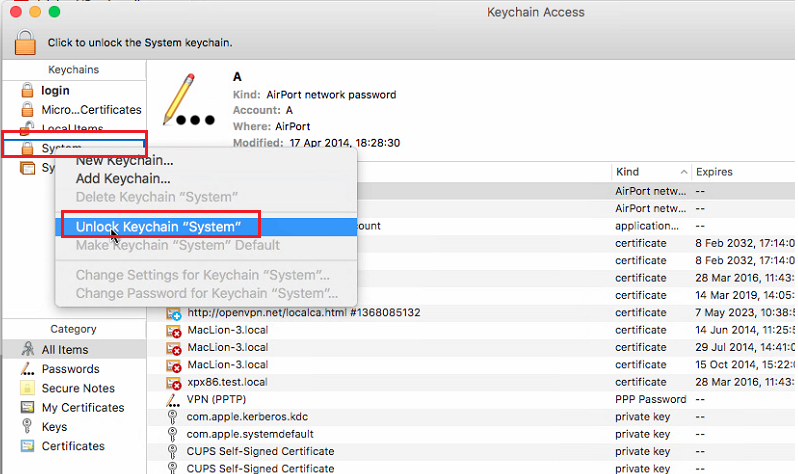 Keychain Access
Click to unlock the System keychain.
Keychains
login
Micro...Certificates
Local Items
System
Sy
A
Kind: AirPort network password
Account: A
Where: AirPort
Modified: 17 Apr 2014, 18:28:30
New Keychain...
Add Keychain...
Delete Keychain “System”
Unlock Keychain “System”
Make Keychain “System” Default
Change Settings for Keychain “System”...
Change Password for Keychain “System”...
Kind Expires
AirPort netw... --
AirPort netw... --
count application... --
certificate 8 Feb 2032, 17:14:0
certificate 8 Feb 2032, 17:14:0
certificate 28 Mar 2016, 11:43:
certificate 14 Mar 2019, 14:05:
http://openvpn.net/localca.html #1368085132 certificate 7 May 2023, 10:38:5
MacLion-3.local certificate 14 Jun 2014, 11:25:5
MacLion-3.local certificate 29 Jul 2014, 14:41:0
MacLion-3.local certificate 15 Oct 2014, 15:22:0
xpx86.test.local certificate 28 Mar 2016, 11:43:
VPN (PPTP) PPP Password --
com.apple.kerberos.kdc private key --
com.apple.systemdefault private key --
CUPS Self-Signed Certificate private key --
CUPS Self-Signed Certificate private key --
Category
All Items
Passwords
Secure Notes
My Certificates
Keys
Certificates